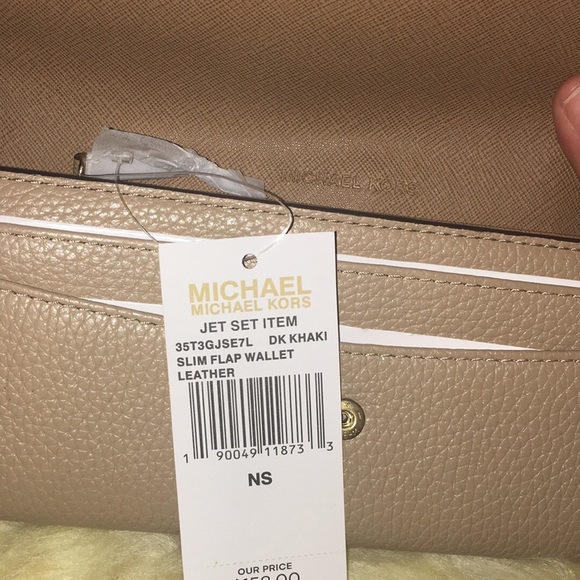 MICHAEL KORS
MICHAEL
MICHAEL KORS
JET SET ITEM
35T3GJSE7L DK KHAKI
SLIM FLAP WALLET
LEATHER
1 90049 11873 3
NS
OUR PRICE